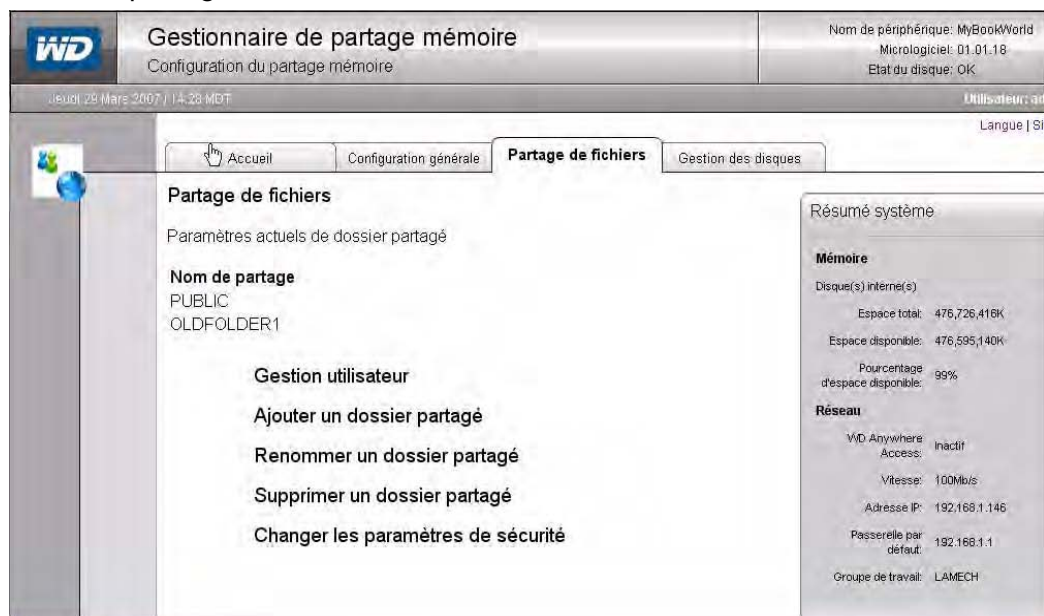 WD
Gestionnaire de partage mémoire
Configuration du partage mémoire
Nom de périphérique: MyBookWorld
Micrologiciel: 01.01.18
Etat du disque: OK
Jeudi 29 Mars 2007 / 14:28 MDT
Utilisateur: ad
Langue | Si
Accueil
Configuration générale
Partage de fichiers
Gestion des disques
Partage de fichiers
Paramètres actuels de dossier partagé
Nom de partage
PUBLIC
OLDFOLDER1
Gestion utilisateur
Ajouter un dossier partagé
Renommer un dossier partagé
Supprimer un dossier partagé
Changer les paramètres de sécurité
Résumé système
Mémoire
Disque(s) interne(s)
Espace total: 476,726,416K
Espace disponible: 476,595,140K
Pourcentage
d'espace disponible: 99%
Réseau
WD Anywhere
Access: Inactif
Vitesse: 100Mb/s
Adresse IP: 192.168.1.146
Passerelle par
défaut: 192.168.1.1
Groupe de travail: LAMECH